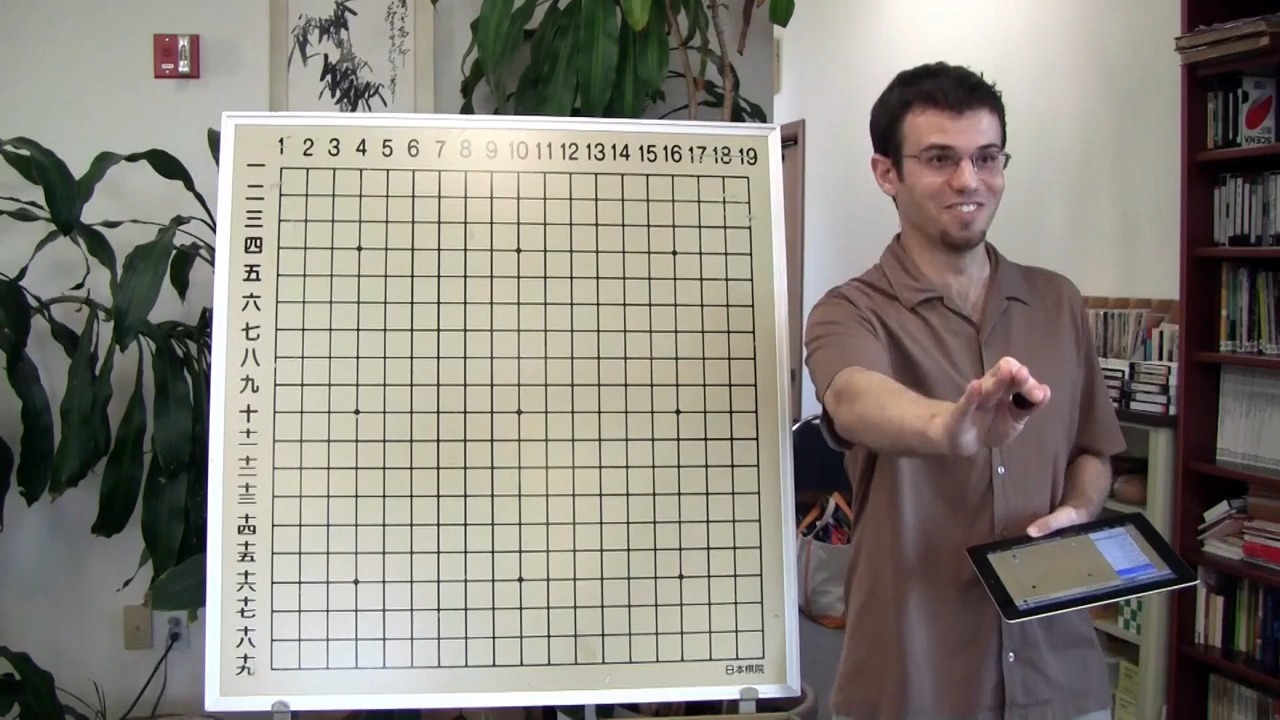 1 2 3 4 5 6 7 8 9 10 11 12 13 14 15 16 17 18 19
一
二
三
四
五
六
七
八
九
十
十一
十二
十三
十四
十五
十六
十七
十八
十九
日本棋院
SCENA